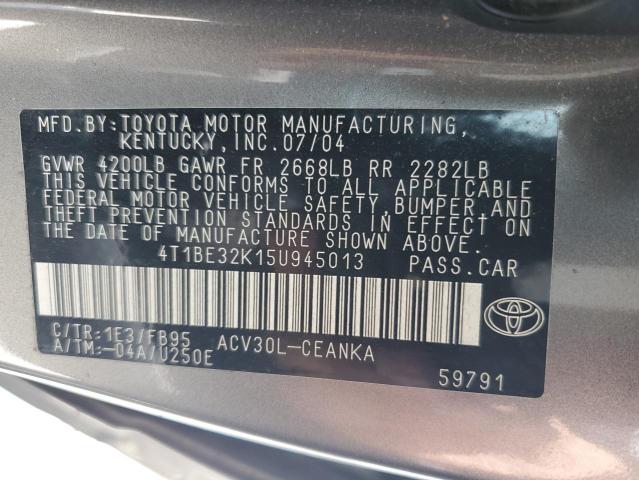 MFD.BY:TOYOTA MOTOR MANUFACTURING,
KENTUCKY,INC.07/04
GVWR 4200LB GAWR FR 2668LB RR 2282LB
THIS VEHICLE CONFORMS TO ALL APPLICABLE
FEDERAL MOTOR VEHICLE SAFETY,BUMPER,AND
THEFT PREVENTION STANDARDS IN EFFECT ON
THE DATE OF MANUFACTURE SHOWN ABOVE.
4T1BE32K15U945013 PASS.CAR
C/TR:1E3/FB95 ACV30L-CEANKA
A/TM:-04A/U250E
59791